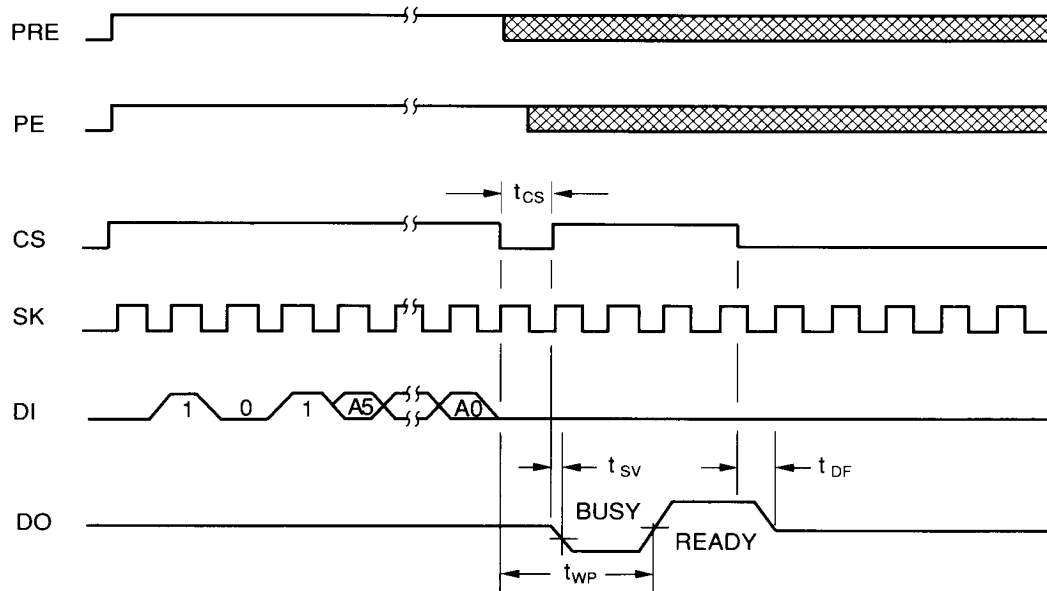 PRE
PE
t_CS
CS
SK
DI 1 0 1 A5 A0
t_SV t_DF
DO BUSY READY
t_WP